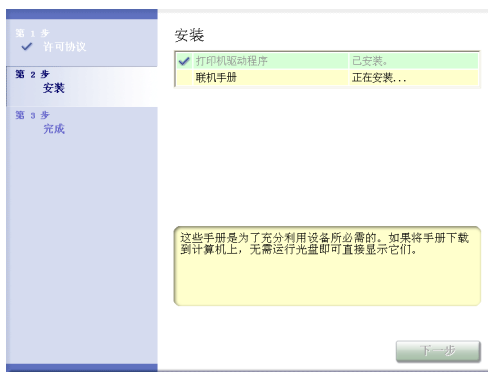 第 1 步
许可协议
第 2 步
安装
第 3 步
完成
安装
打印机驱动程序 已安装。
联机手册 正在安装...
这些手册是为了充分利用设备所必需的。如果将手册下载
到计算机上，无需运行光盘即可直接显示它们。
下一步